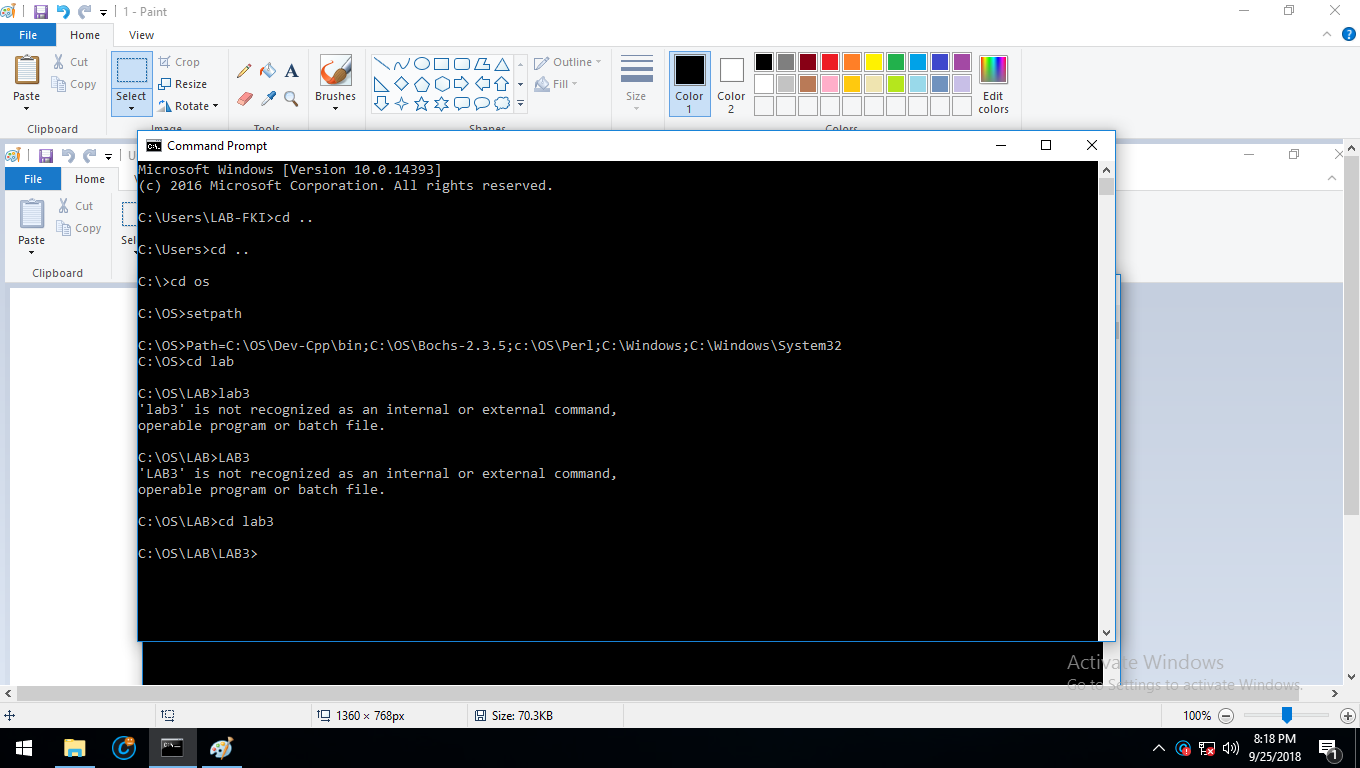 1 - Paint
File Home View
Paste
Cut
Copy
Clipboard
Select
Crop
Resize
Rotate
Image
Tools
Brushes
Outline
Fill
Shapes
Size
Color 1
Color 2
Edit colors
Colors
File Home
Paste
Cut
Copy
Clipboard
Command Prompt
Microsoft Windows [Version 10.0.14393]
(c) 2016 Microsoft Corporation. All rights reserved.
C:\Users\LAB-FKI>cd ..
C:\Users>cd ..
C:\>cd os
C:\OS>setpath
C:\OS>Path=C:\OS\Dev-Cpp\bin;C:\OS\Bochs-2.3.5;c:\OS\Perl;C:\Windows;C:\Windows\System32
C:\OS>cd lab
C:\OS\LAB>lab3
'lab3' is not recognized as an internal or external command,
operable program or batch file.
C:\OS\LAB>LAB3
'LAB3' is not recognized as an internal or external command,
operable program or batch file.
C:\OS\LAB>cd lab3
C:\OS\LAB\LAB3>
Activate Windows
Go to Settings to activate Windows.
1360 × 768px
Size: 70.3KB
100%
8:18 PM
9/25/2018
1